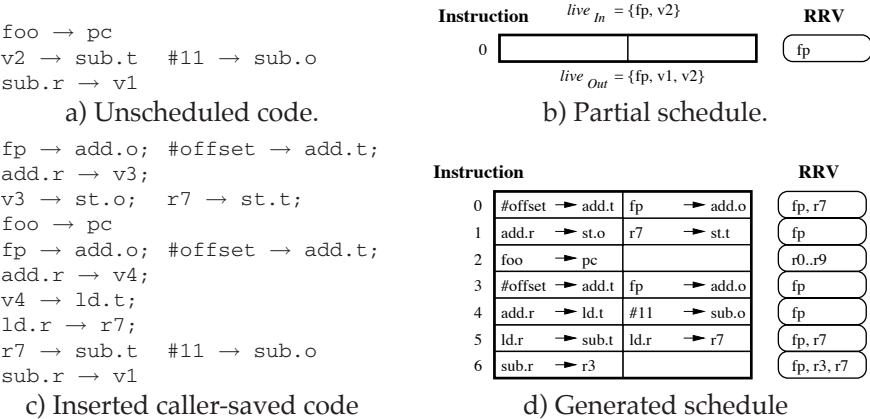 foo → pc
v2 → sub.t #11 → sub.o
sub.r → v1
a) Unscheduled code.
Instruction live In = {fp, v2} RRV
0 fp
live Out = {fp, v1, v2}
b) Partial schedule.
fp → add.o; #offset → add.t;
add.r → v3;
v3 → st.o; r7 → st.t;
foo → pc
fp → add.o; #offset → add.t;
add.r → v4;
v4 → ld.t;
ld.r → r7;
r7 → sub.t #11 → sub.o
sub.r → v1
c) Inserted caller-saved code
Instruction RRV
0 #offset → add.t fp → add.o fp, r7
1 add.r → st.o r7 → st.t fp
2 foo → pc r0..r9
3 #offset → add.t fp → add.o fp
4 add.r → ld.t #11 → sub.o fp
5 ld.r → sub.t ld.r → r7 fp, r7
6 sub.r → r3 fp, r3, r7
d) Generated schedule